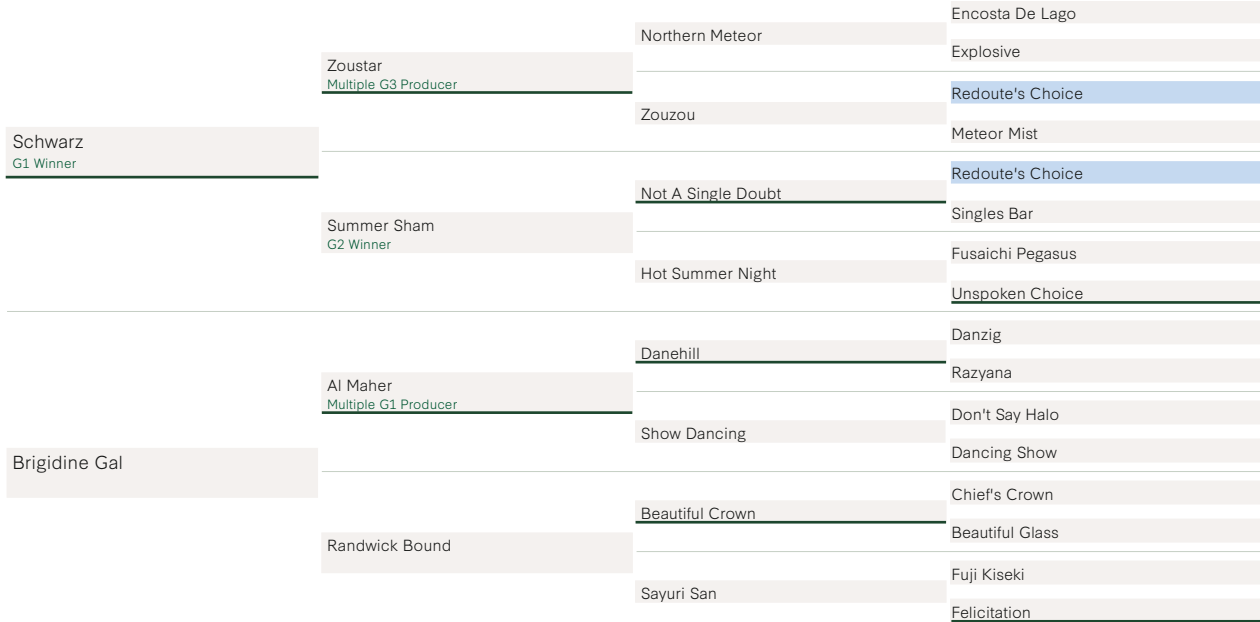 Schwarz
G1 Winner
Brigidine Gal
Zoustar
Multiple G3 Producer
Summer Sham
G2 Winner
Al Maher
Multiple G1 Producer
Randwick Bound
Northern Meteor
Zouzou
Not A Single Doubt
Hot Summer Night
Danehill
Show Dancing
Beautiful Crown
Sayuri San
Encosta De Lago
Explosive
Redoute's Choice
Meteor Mist
Redoute's Choice
Singles Bar
Fusaichi Pegasus
Unspoken Choice
Danzig
Razyana
Don't Say Halo
Dancing Show
Chief's Crown
Beautiful Glass
Fuji Kiseki
Felicitation